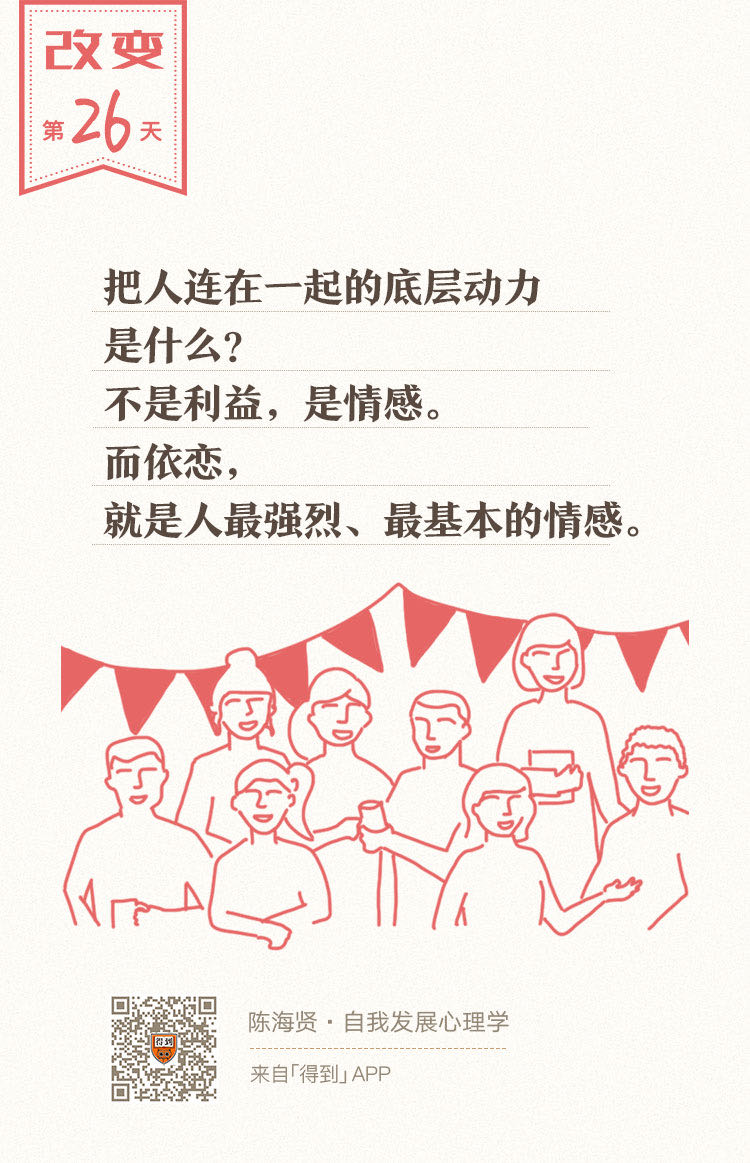 改变
第26天
把人连在一起的底层动力
是什么?
不是利益，是情感。
而依恋，
就是人最强烈、最基本的情感。
得到
陈海贤·自我发展心理学
来自「得到」APP